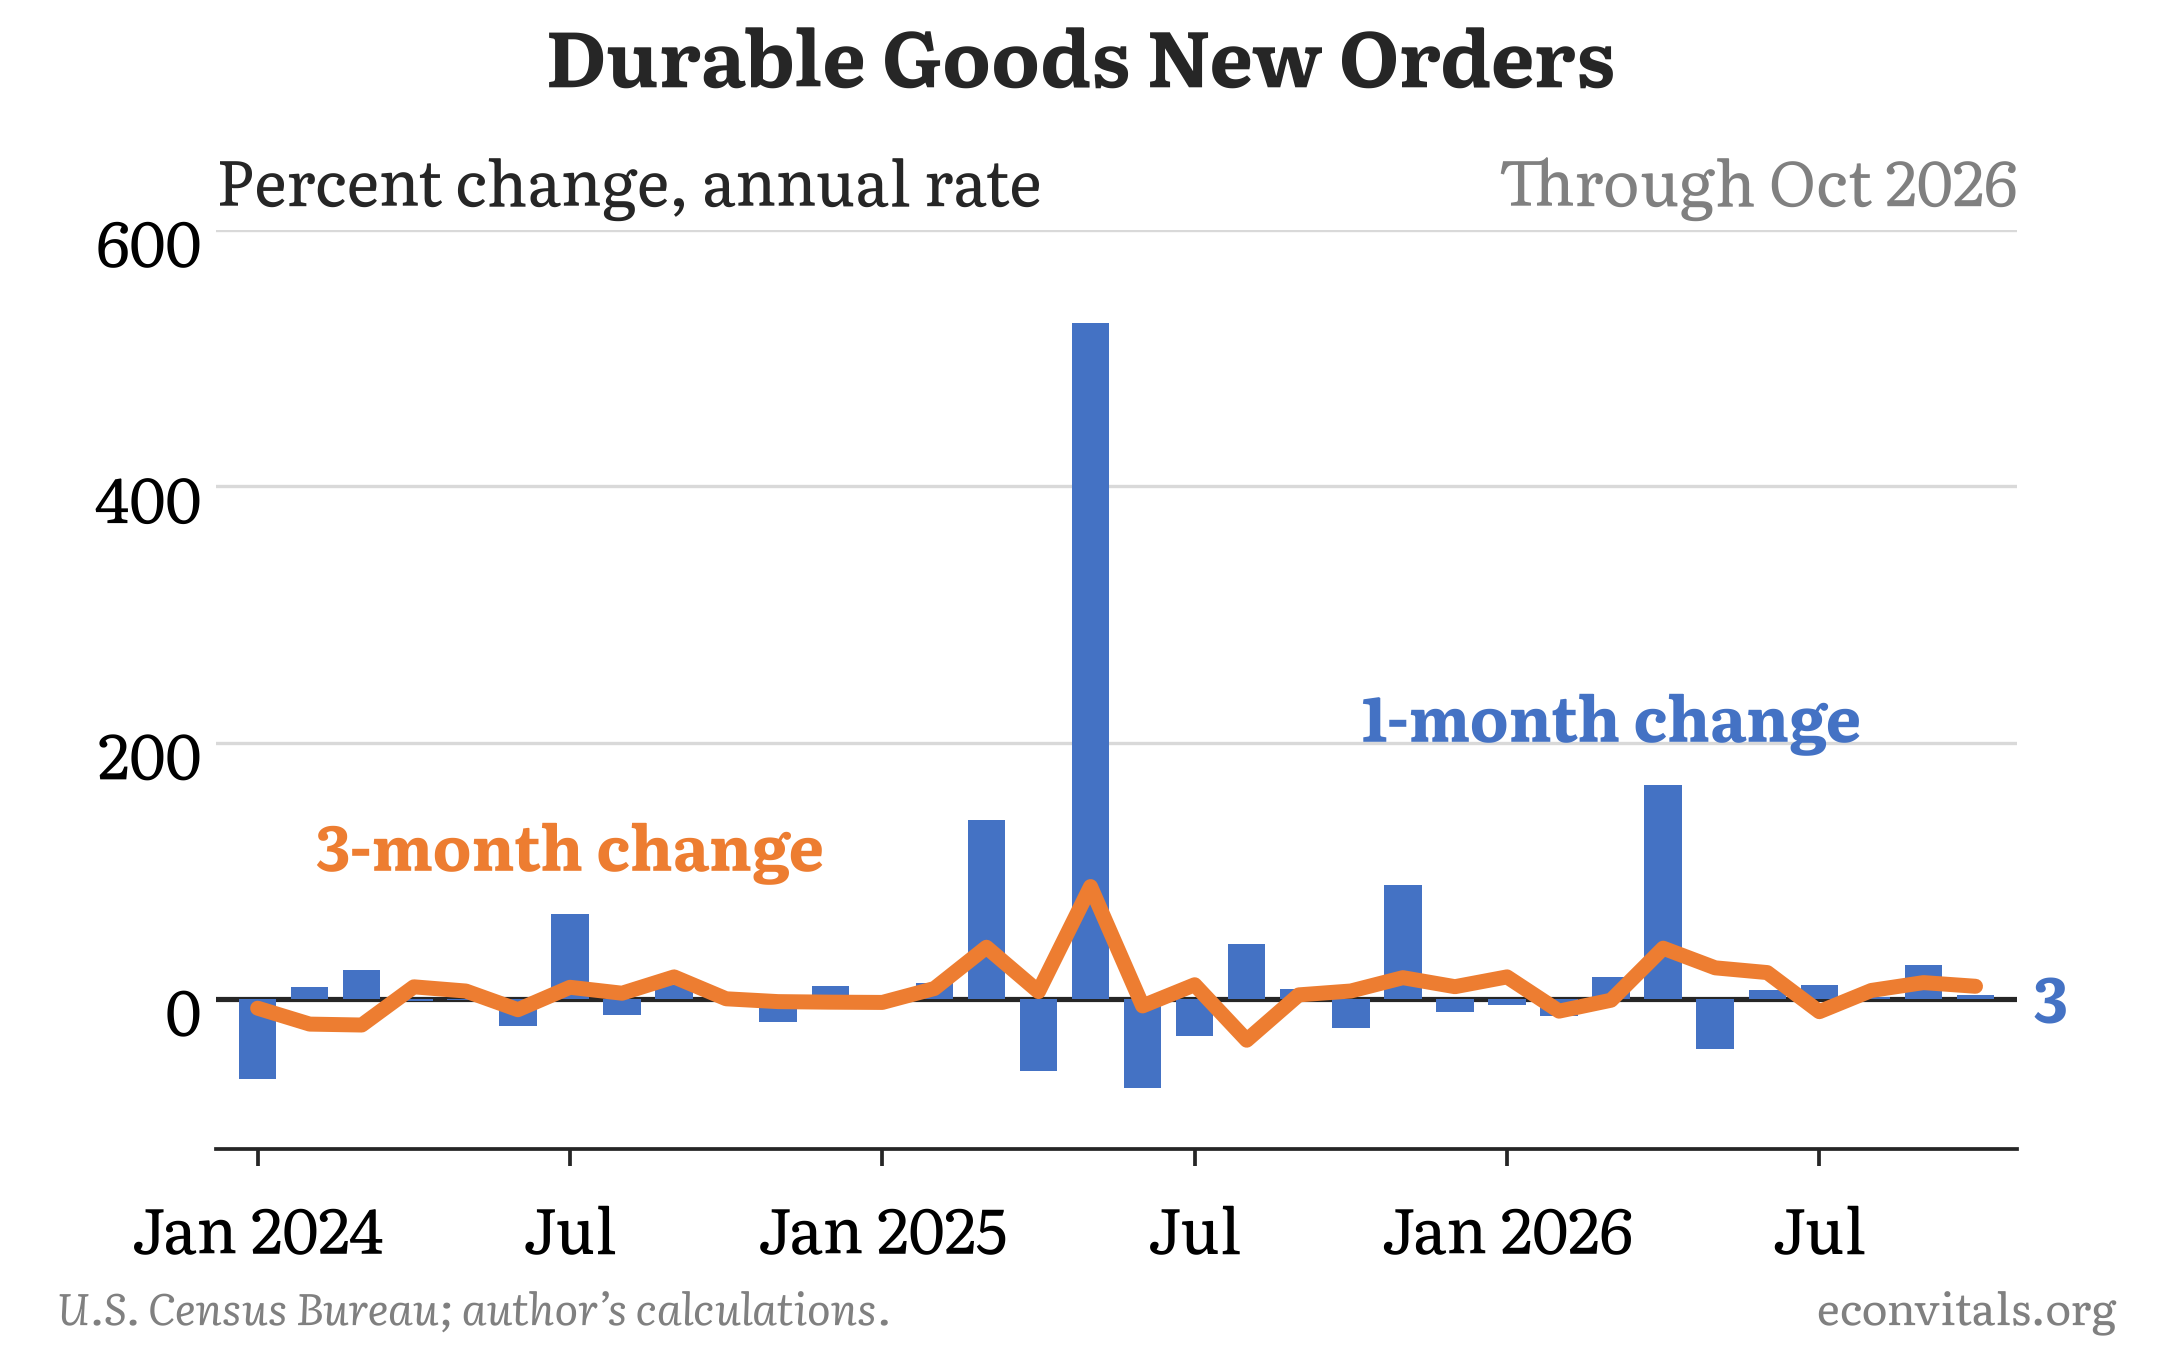 Durable Goods New Orders
Percent change, annual rate
Through Oct 2026
600
400
200
0
1-month change
3-month change
3
Jan 2024 Jul Jan 2025 Jul Jan 2026 Jul
U.S. Census Bureau; author’s calculations.
econvitals.org